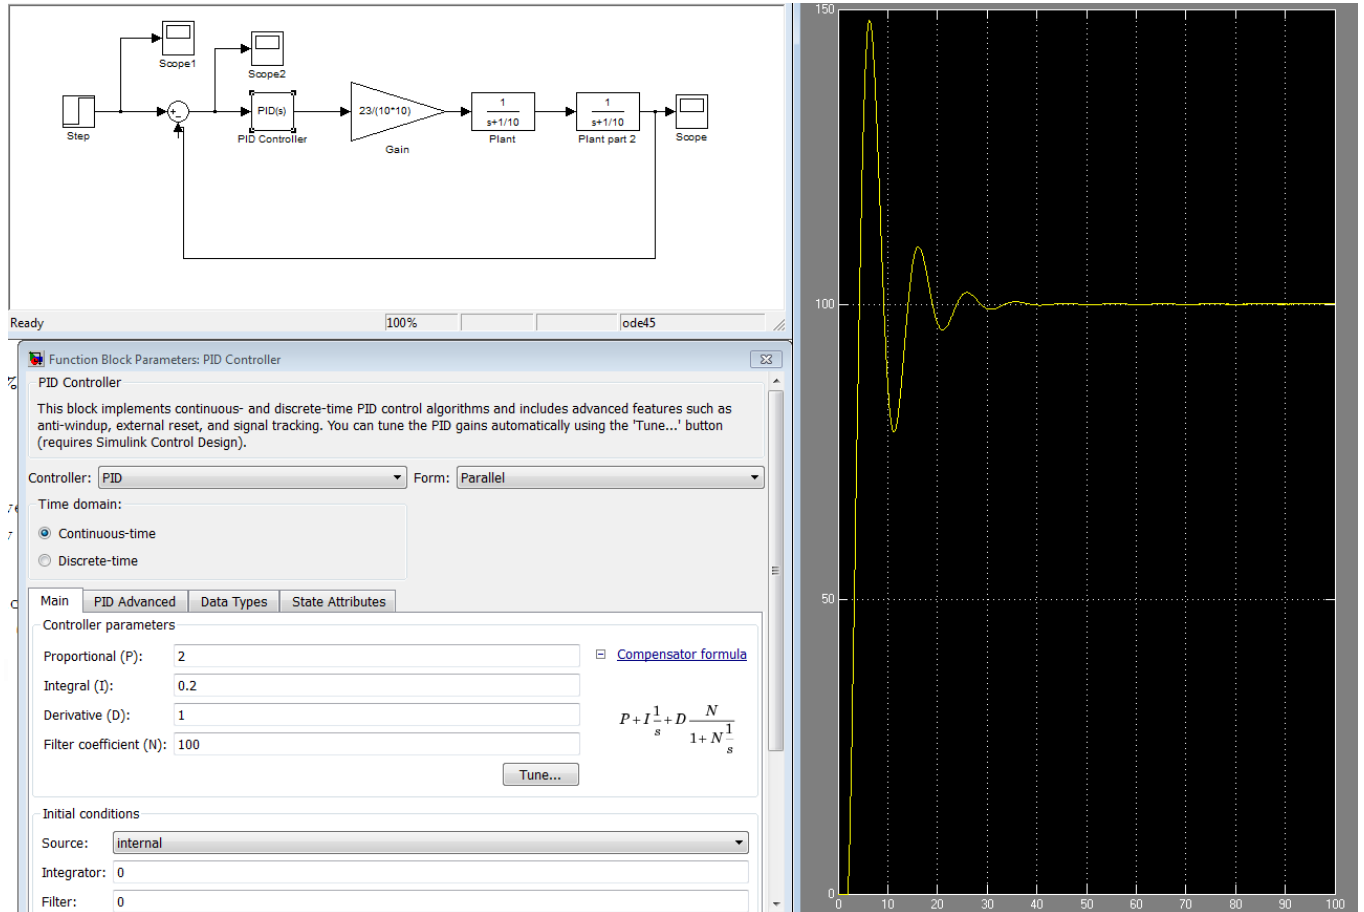 Scope1
Scope2
Step
+
-
PID(s)
PID Controller
23/(10*10)
Gain
1
s+1/10
Plant
1
s+1/10
Plant part 2
Scope
Ready
100%
ode45
Function Block Parameters: PID Controller
%
PID Controller
This block implements continuous- and discrete-time PID control algorithms and includes advanced features such as
anti-windup, external reset, and signal tracking. You can tune the PID gains automatically using the 'Tune...' button
(requires Simulink Control Design).
Controller: PID
Form: Parallel
Time domain:
Continuous-time
Discrete-time
Main
PID Advanced
Data Types
State Attributes
Controller parameters
Proportional (P): 2
Compensator formula
Integral (I): 0.2
Derivative (D): 1
P+I 1/s +D N/(1+N 1/s)
Filter coefficient (N): 100
Tune...
Initial conditions
Source: internal
Integrator: 0
Filter: 0
150
100
50
0
0 10 20 30 40 50 60 70 80 90 100